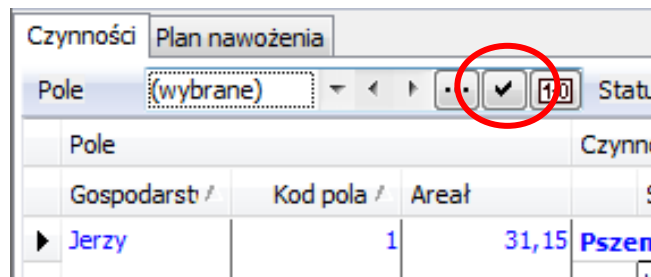 Czynności Plan nawożenia
Pole (wybrane) Statu
Pole Czynno
Gospodarst Kod pola Areał S
Jerzy 1 31,15 Pszen